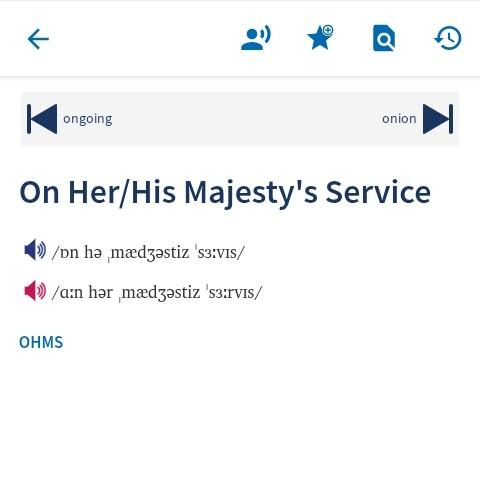 ongoing onion
On Her/His Majesty's Service
/ɒn hə ˌmædʒəstiz ˈsɜːvɪs/
/ɑːn hər ˌmædʒəstiz ˈsɜːrvɪs/
OHMS